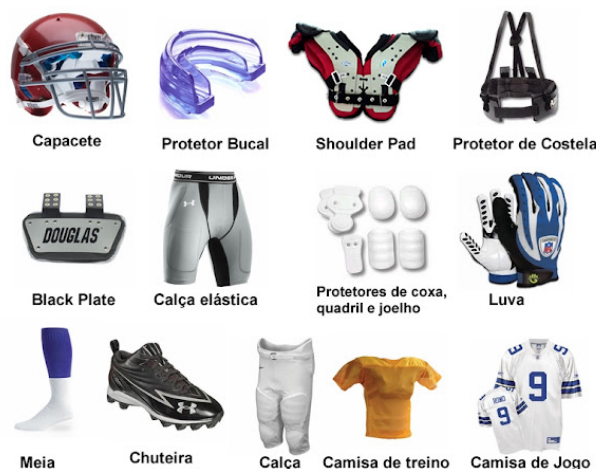 Capacete
Protetor Bucal
Shoulder Pad
Protetor de Costela
DOUGLAS
UNDER
Black Plate
Calça elástica
Protetores de coxa,
quadril e joelho
Luva
9
9
Meia
Chuteira
Calça
Camisa de treino
Camisa de Jogo